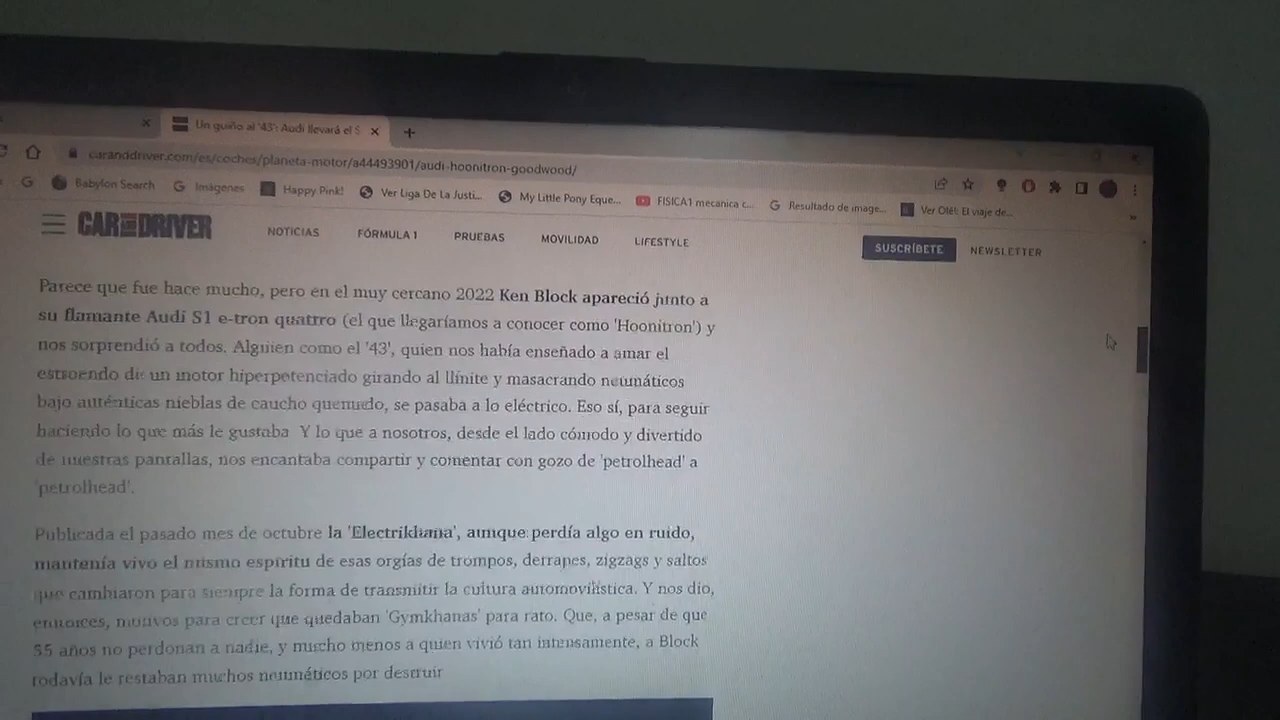 Un guiño al '43': Audi llevará el S
caranddriver.com/es/coches/planeta-motor/a44493901/audi-hoonitron-goodwood/
Babylon Search Imágenes Happy Pink! Ver Liga De La Justi... My Little Pony Eque... FISICA1 mecanica c... Resultado de image... Ver Olé!: El viaje de...
CAR AND DRIVER NOTICIAS FÓRMULA 1 PRUEBAS MOVILIDAD LIFESTYLE SUSCRÍBETE NEWSLETTER
Parece que fue hace mucho, pero en el muy cercano 2022 Ken Block apareció junto a
su flamante Audi S1 e-tron quattro (el que llegaríamos a conocer como 'Hoonitron') y
nos sorprendió a todos. Alguien como el '43', quien nos había enseñado a amar el
estruendo de un motor hiperpotenciado girando al límite y masacrando neumáticos
bajo auténticas nieblas de caucho quemado, se pasaba a lo eléctrico. Eso sí, para seguir
haciendo lo que más le gustaba Y lo que a nosotros, desde el lado cómodo y divertido
de nuestras pantallas, nos encantaba compartir y comentar con gozo de 'petrolhead' a
'petrolhead'.
Publicada el pasado mes de octubre la 'Electrikhana', aunque perdía algo en ruido,
mantenía vivo el mismo espíritu de esas orgías de trompos, derrapes, zigzags y saltos
que cambiaron para siempre la forma de transmitir la cultura automovilística. Y nos dio,
entonces, motivos para creer que quedaban 'Gymkhanas' para rato. Que, a pesar de que
55 años no perdonan a nadie, y mucho menos a quien vivió tan intensamente, a Block
todavía le restaban muchos neumáticos por destruir